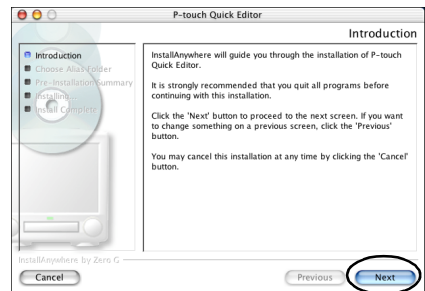 P-touch Quick Editor
Introduction
Introduction
Choose Alias Folder
Pre-Installation Summary
Installing...
Install Complete
InstallAnywhere will guide you through the installation of P-touch
Quick Editor.
It is strongly recommended that you quit all programs before
continuing with this installation.
Click the 'Next' button to proceed to the next screen. If you want
to change something on a previous screen, click the 'Previous'
button.
You may cancel this installation at any time by clicking the 'Cancel'
button.
InstallAnywhere by Zero G
Cancel
Previous
Next